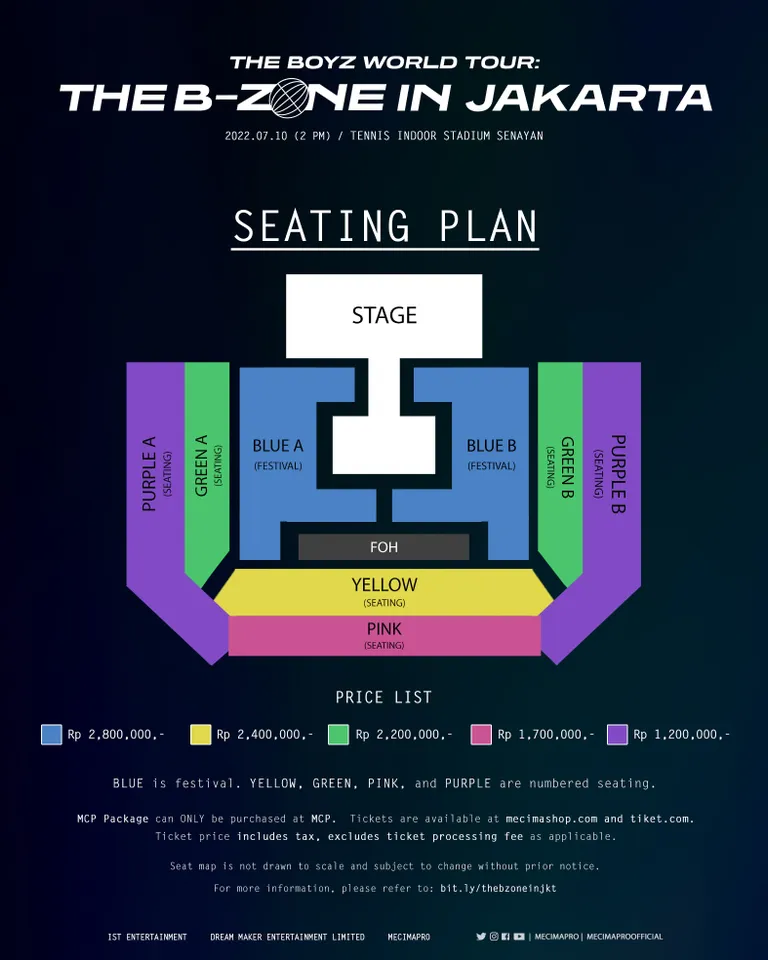 THE BOYZ WORLD TOUR:
THE B-ZONE IN JAKARTA
2022.07.10 (2 PM) / TENNIS INDOOR STADIUM SENAYAN
SEATING PLAN
STAGE
PURPLE A
(SEATING)
GREEN A
(SEATING)
BLUE A
(FESTIVAL)
BLUE B
(FESTIVAL)
GREEN B
(SEATING)
PURPLE B
(SEATING)
FOH
YELLOW
(SEATING)
PINK
(SEATING)
PRICE LIST
Rp 2,800,000,- Rp 2,400,000,- Rp 2,200,000,- Rp 1,700,000,- Rp 1,200,000,-
BLUE is festival. YELLOW, GREEN, PINK, and PURPLE are numbered seating.
MCP Package can ONLY be purchased at MCP. Tickets are available at mecimashop.com and tiket.com.
Ticket price includes tax, excludes ticket processing fee as applicable.
Seat map is not drawn to scale and subject to change without prior notice.
For more information, please refer to: bit.ly/thebzoneinjkt
IST ENTERTAINMENT DREAM MAKER ENTERTAINMENT LIMITED MECIMAPRO | MECIMAPRO | MECIMAPROOFFICIAL